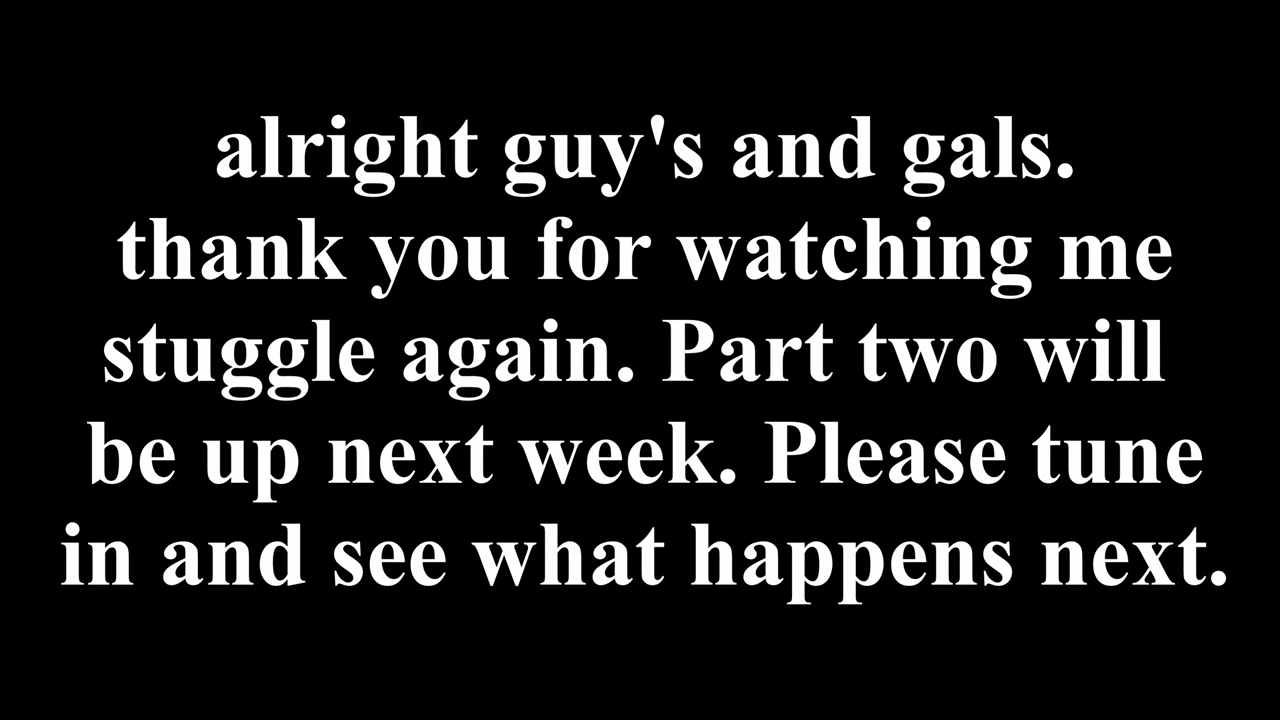 alright guy's and gals.
thank you for watching me
stuggle again. Part two will
be up next week. Please tune
in and see what happens next.